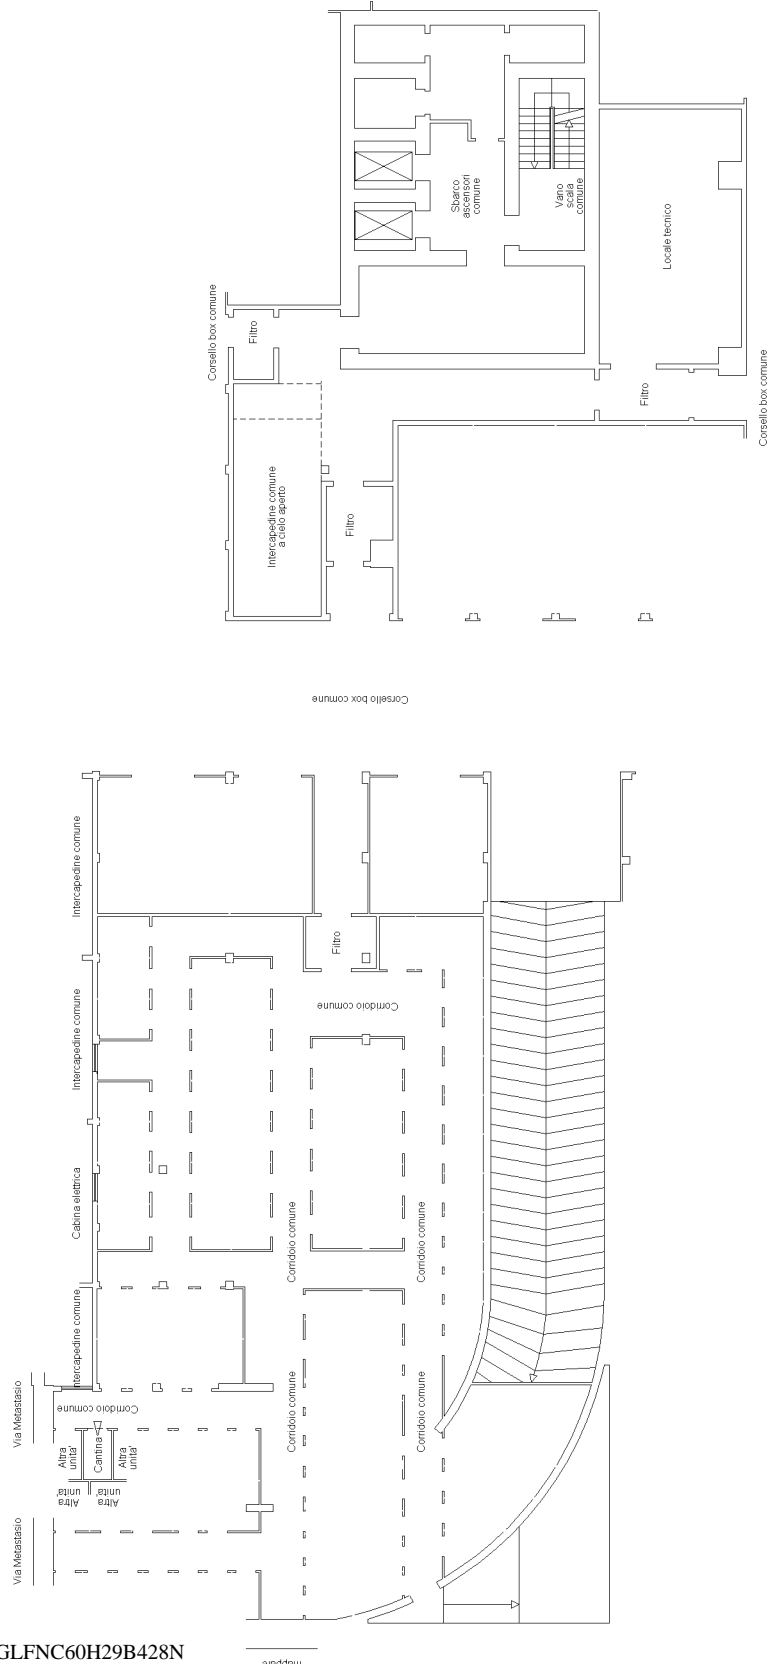 Sbarco
ascensori
comune
Vano
scala
comune
Locale tecnico
Corsello box comune
Filtro
Filtro
Corsello box comune
Intercapedine comune
a cielo aperto
Filtro
Corsello box comune
Intercapedine comune
Filtro
Intercapedine comune
Corridoio comune
Cabina elettrica
Corridoio comune
Corridoio comune
Intercapedine comune
Via Metastasio
Corridoio comune
Corridoio comune
Corridoio comune
Altra
unita'
Cantina
Altra
unita'
Altra
unita'
Altra
unita'
Via Metastasio
GLFNC60H29B428N